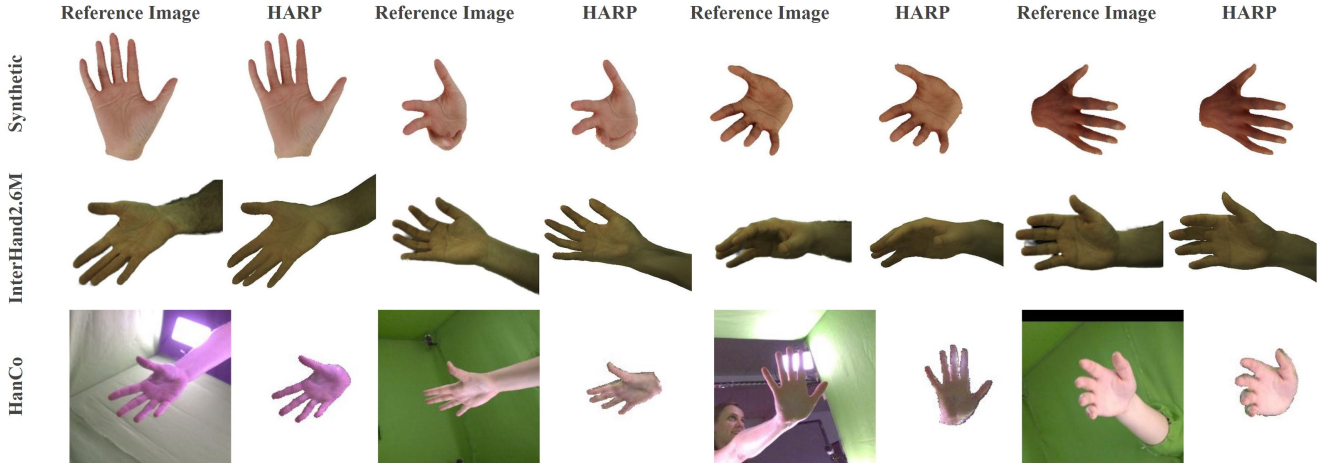 Reference Image HARP Reference Image HARP Reference Image HARP Reference Image HARP
Synthetic
InterHand2.6M
HanCo